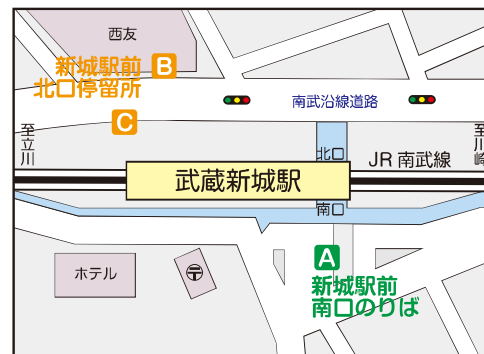 西友
新城駅前
北口停留所
B
C
南武沿線道路
至立川
至川崎
北口
JR 南武線
武蔵新城駅
南口
A
新城駅前
南口のりば
ホテル
〒